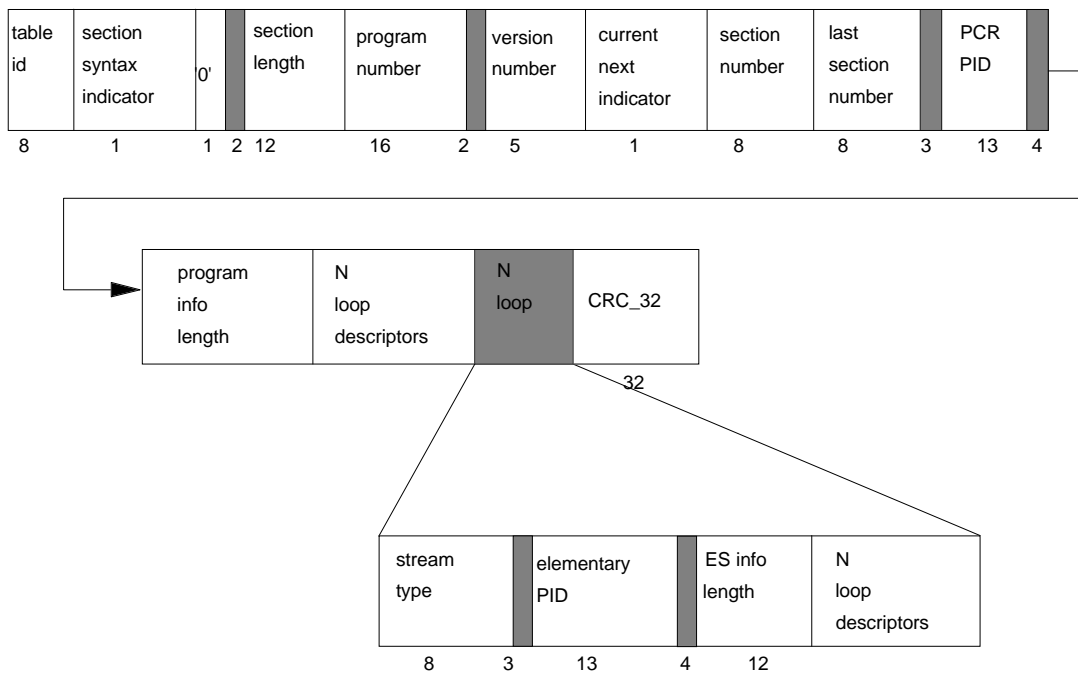 table id
section syntax indicator
'0'
section length
program number
version number
current next indicator
section number
last section number
PCR PID
8 1 1 2 12 16 2 5 1 8 8 3 13 4
program info length
N loop descriptors
N loop
CRC_32
32
stream type
elementary PID
ES info length
N loop descriptors
8 3 13 4 12